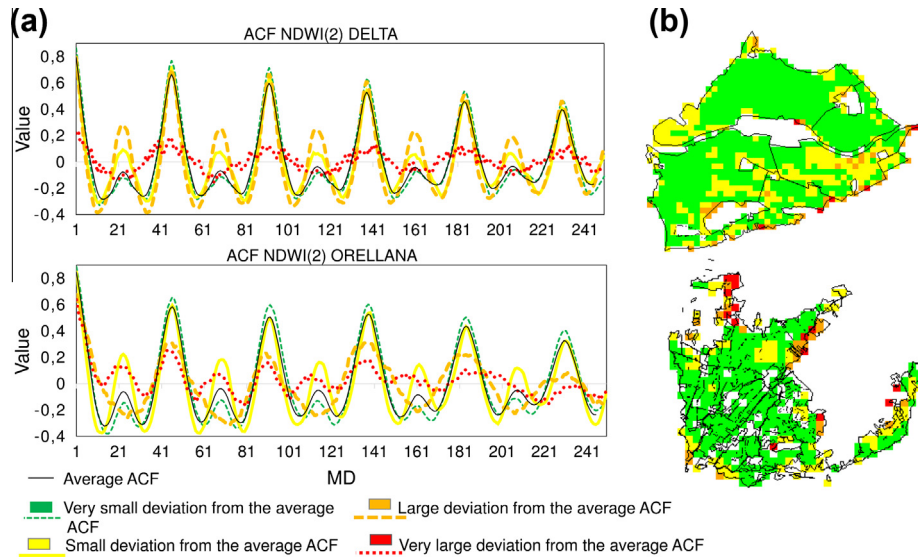 (a)
(b)
ACF NDWI(2) DELTA
Value
0,8
0,6
0,4
0,2
0
-0,2
-0,4
1 21 41 61 81 101 121 141 161 181 201 221 241
ACF NDWI(2) ORELLANA
Value
0,8
0,6
0,4
0,2
0
-0,2
-0,4
1 21 41 61 81 101 121 141 161 181 201 221 241
MD
Average ACF
Very small deviation from the average
ACF
Small deviation from the average ACF
Large deviation from the average ACF
Very large deviation from the average ACF